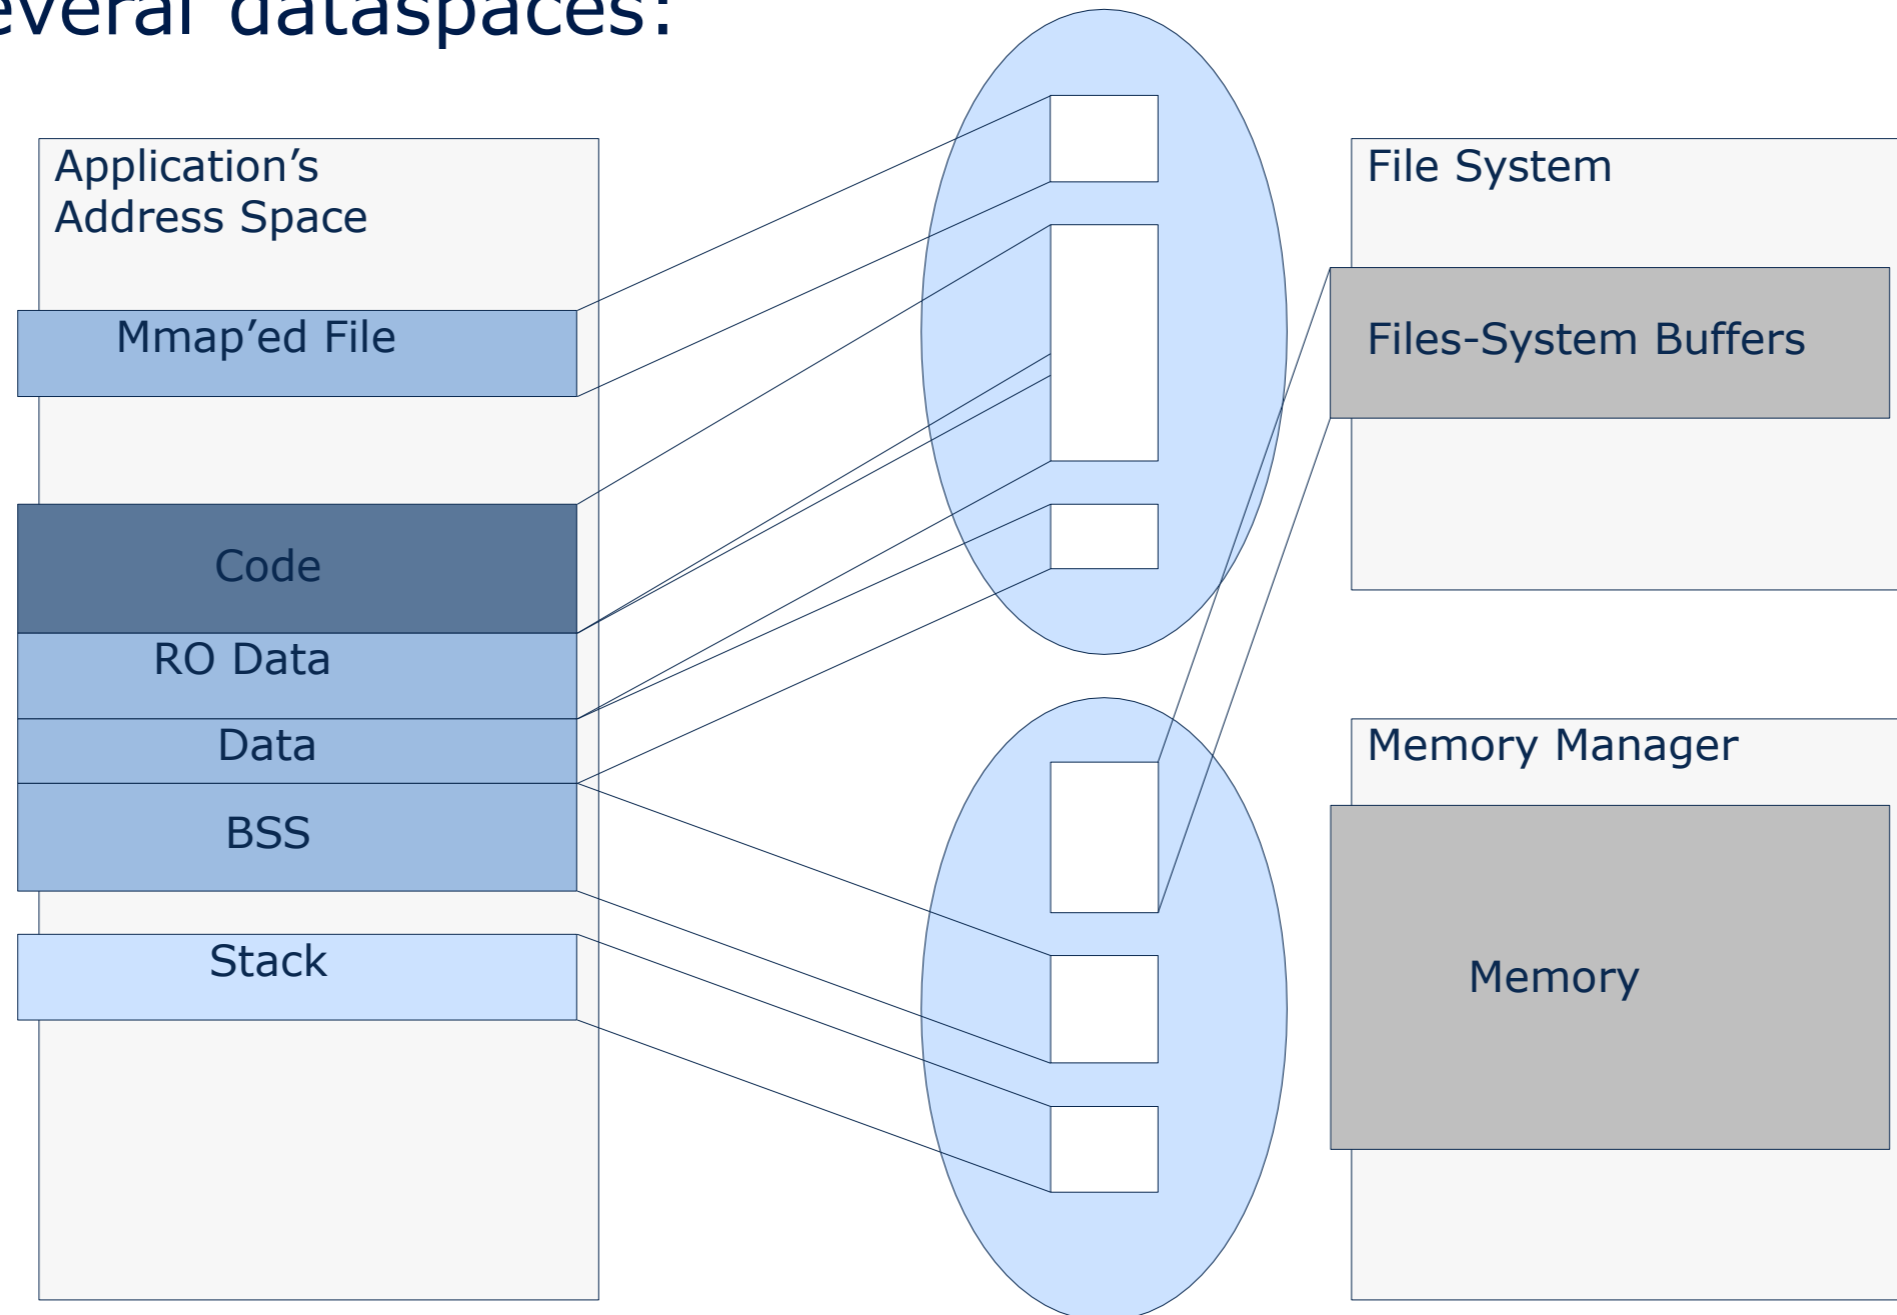 dataspaces:
Application’s
Address Space
Mmap’ed File
Code
RO Data
Data
BSS
Stack
File System
Files-System Buffers
Memory Manager
Memory